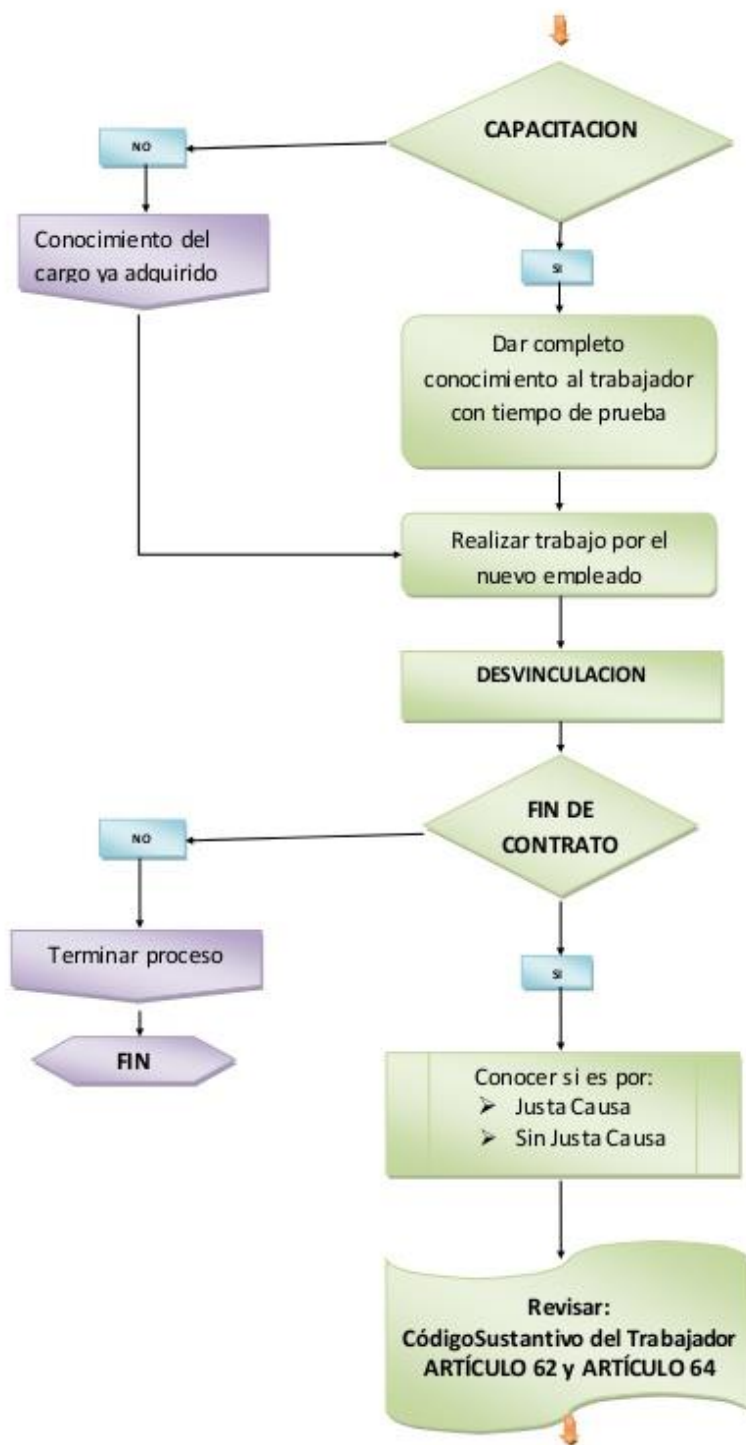 CAPACITACION
NO
Conocimiento del
cargo ya adquirido
SI
Dar completo
conocimiento al trabajador
con tiempo de prueba
Realizar trabajo por el
nuevo empleado
DESVINCULACION
FIN DE
CONTRATO
NO
Terminar proceso
FIN
SI
Conocer si es por:
➢ Justa Causa
➢ Sin Justa Causa
Revisar:
CódigoSustantivo del Trabajador
ARTÍCULO 62 y ARTÍCULO 64